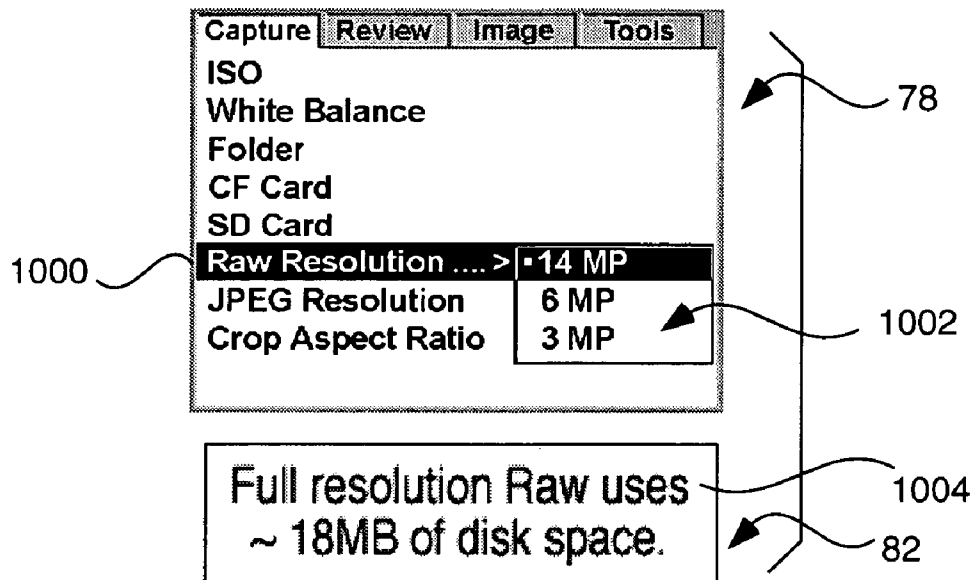 Capture Review Image Tools
ISO
White Balance
Folder
CF Card
SD Card
Raw Resolution .... > ▪14 MP
JPEG Resolution 6 MP
Crop Aspect Ratio 3 MP
Full resolution Raw uses
~ 18MB of disk space.
78
1000
1002
1004
82